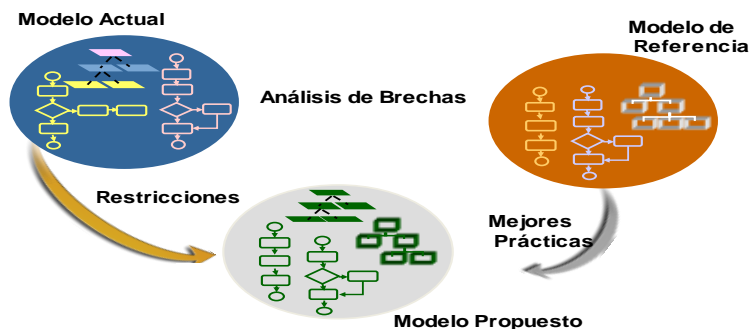 Modelo Actual
Modelo de
Referencia
Análisis de Brechas
Restricciones
Mejores
Prácticas
Modelo Propuesto